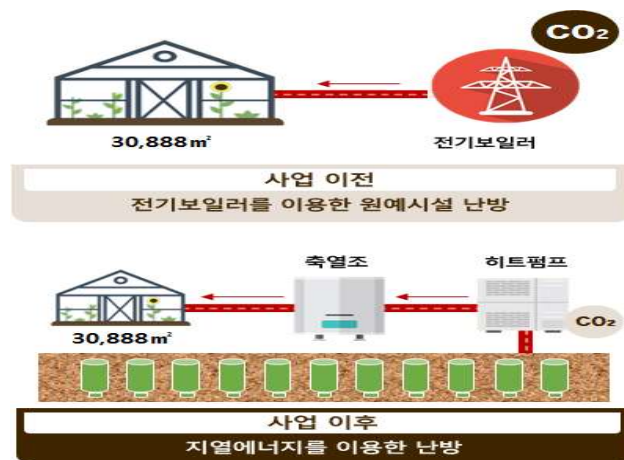 CO₂
30,888㎡
전기보일러
사업 이전
전기보일러를 이용한 원예시설 난방
축열조
히트펌프
30,888㎡
CO₂
사업 이후
지열에너지를 이용한 난방